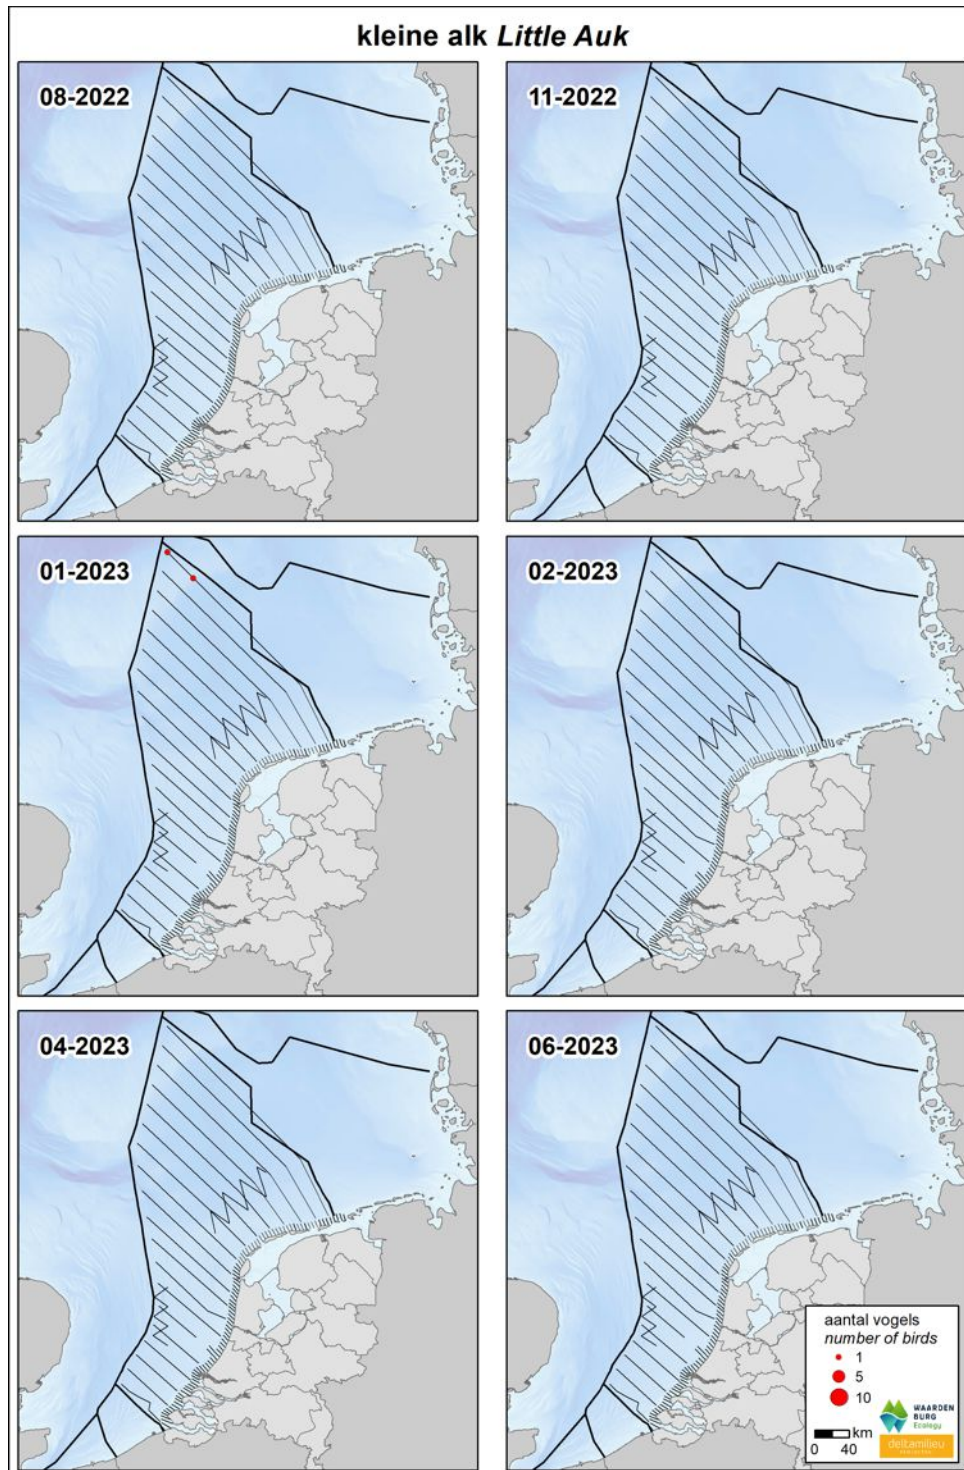 kleine alk Little Auk
08-2022
11-2022
01-2023
02-2023
04-2023
06-2023
aantal vogels
number of birds
1
5
10
km
0 40
WAARDEN
BURG
Ecology
deltamilieu
PROJECTEN